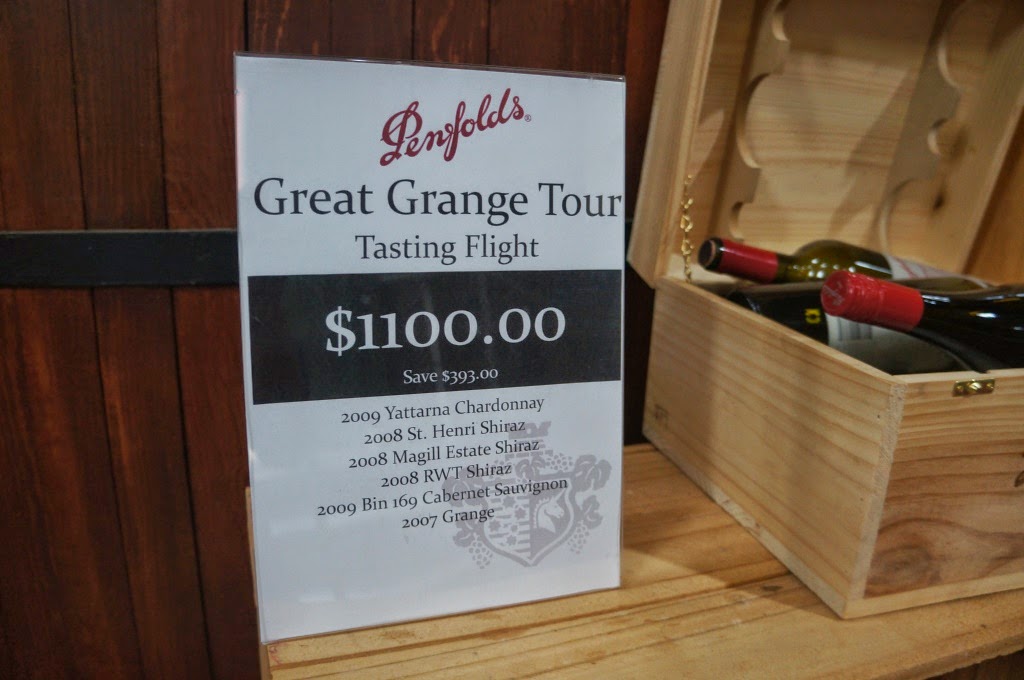 Penfolds®
Great Grange Tour
Tasting Flight
$1100.00
Save $393.00
2009 Yattarna Chardonnay
2008 St. Henri Shiraz
2008 Magill Estate Shiraz
2008 RWT Shiraz
2009 Bin 169 Cabernet Sauvignon
2007 Grange